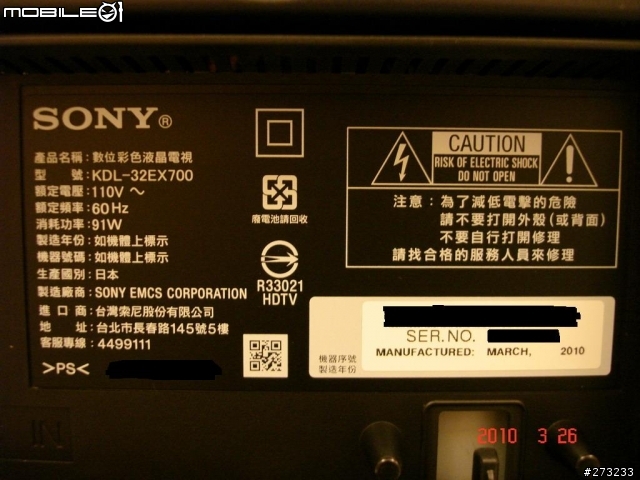 MOBILE01
SONY®
產品名稱：數位彩色液晶電視
型　　號：KDL-32EX700
額定電壓：110V ～
額定頻率：60Hz
消耗功率：91W
製造年份：如機體上標示
機器號碼：如機體上標示
生產國別：日本
製造廠商：SONY EMCS CORPORATION
進 口 商：台灣索尼股份有限公司
地　　址：台北市長春路145號5樓
客服專線：4499111
>PS<
廢電池請回收
R33021
HDTV
CAUTION
RISK OF ELECTRIC SHOCK
DO NOT OPEN
注意：為了減低電擊的危險
請不要打開外殼(或背面)
不要自行打開修理
請找合格的服務人員來修理
機器序號
製造年份
SER.NO.
MANUFACTURED: MARCH, 2010
2010 3 26
#273233